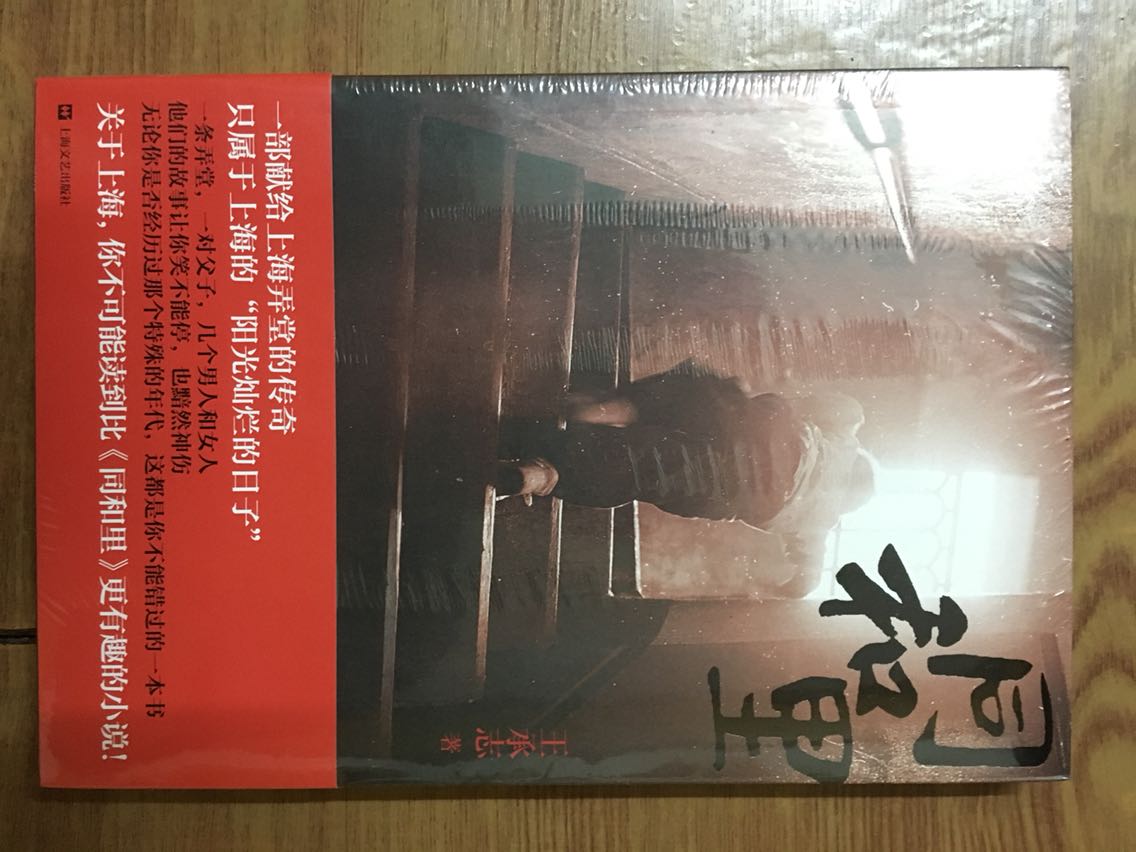 同和里
王承志 著
一部献给上海弄堂的传奇
只属于上海的“阳光灿烂的日子”
一条弄堂，一对父子，几个男人和女人
他们的故事让你笑不能停，也黯然神伤
无论你是否经历过那个特殊的年代，这都是你不能错过的一本书
关于上海，你不可能读到比《同和里》更有趣的小说！
上海文艺出版社